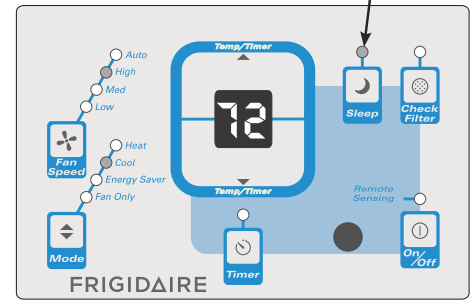 Temp/Timer
Auto
High
Med
Low
Fan
Speed
72
Sleep
Check
Filter
Heat
Cool
Energy Saver
Fan Only
Mode
Temp/Timer
Remote
Sensing
Timer
On/Off
FRIGIDAIRE